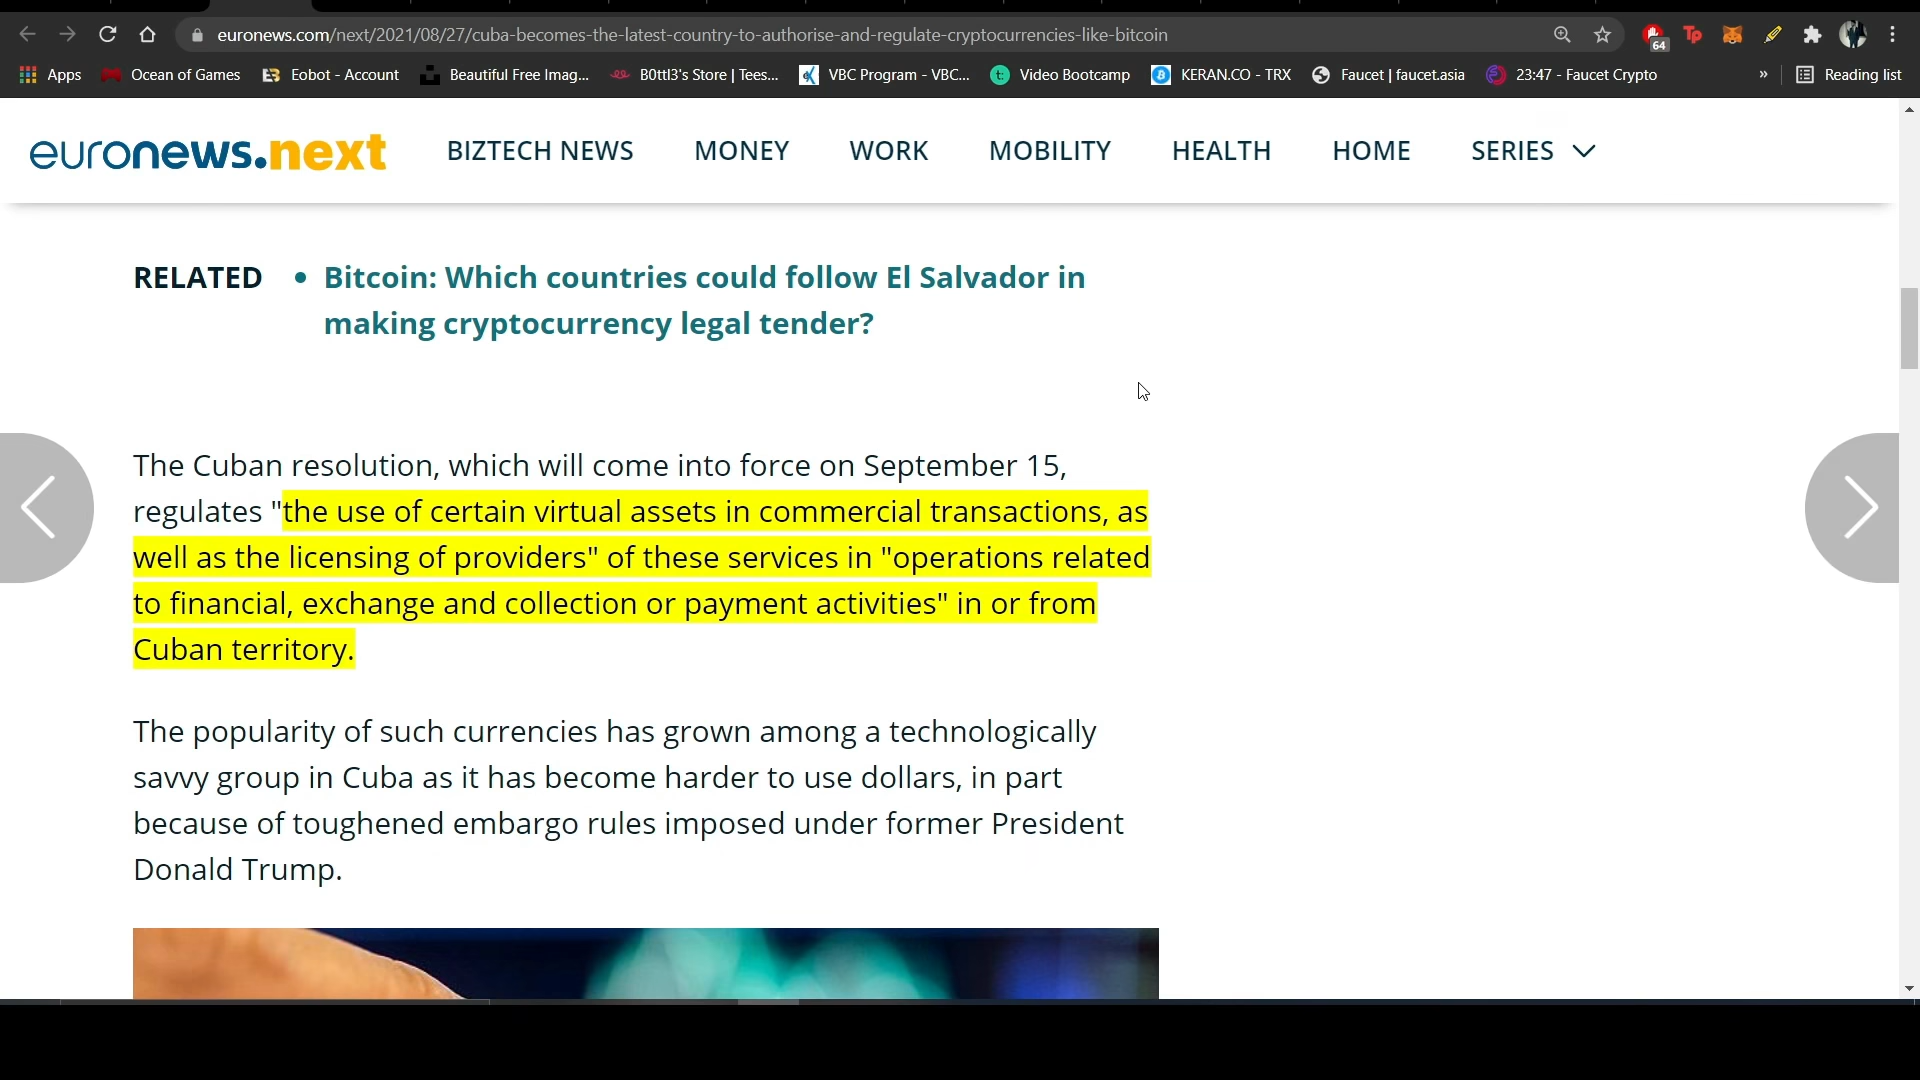 euronews.com/next/2021/08/27/cuba-becomes-the-latest-country-to-authorise-and-regulate-cryptocurrencies-like-bitcoin
64
Apps
Ocean of Games
Eobot - Account
Beautiful Free Imag...
B0ttl3's Store | Tees...
VBC Program - VBC...
Video Bootcamp
KERAN.CO - TRX
Faucet | faucet.asia
23:47 - Faucet Crypto
»
Reading list
euronews.next
BIZTECH NEWS
MONEY
WORK
MOBILITY
HEALTH
HOME
SERIES
RELATED • Bitcoin: Which countries could follow El Salvador in
making cryptocurrency legal tender?
The Cuban resolution, which will come into force on September 15,
regulates "the use of certain virtual assets in commercial transactions, as
well as the licensing of providers" of these services in "operations related
to financial, exchange and collection or payment activities" in or from
Cuban territory.
The popularity of such currencies has grown among a technologically
savvy group in Cuba as it has become harder to use dollars, in part
because of toughened embargo rules imposed under former President
Donald Trump.